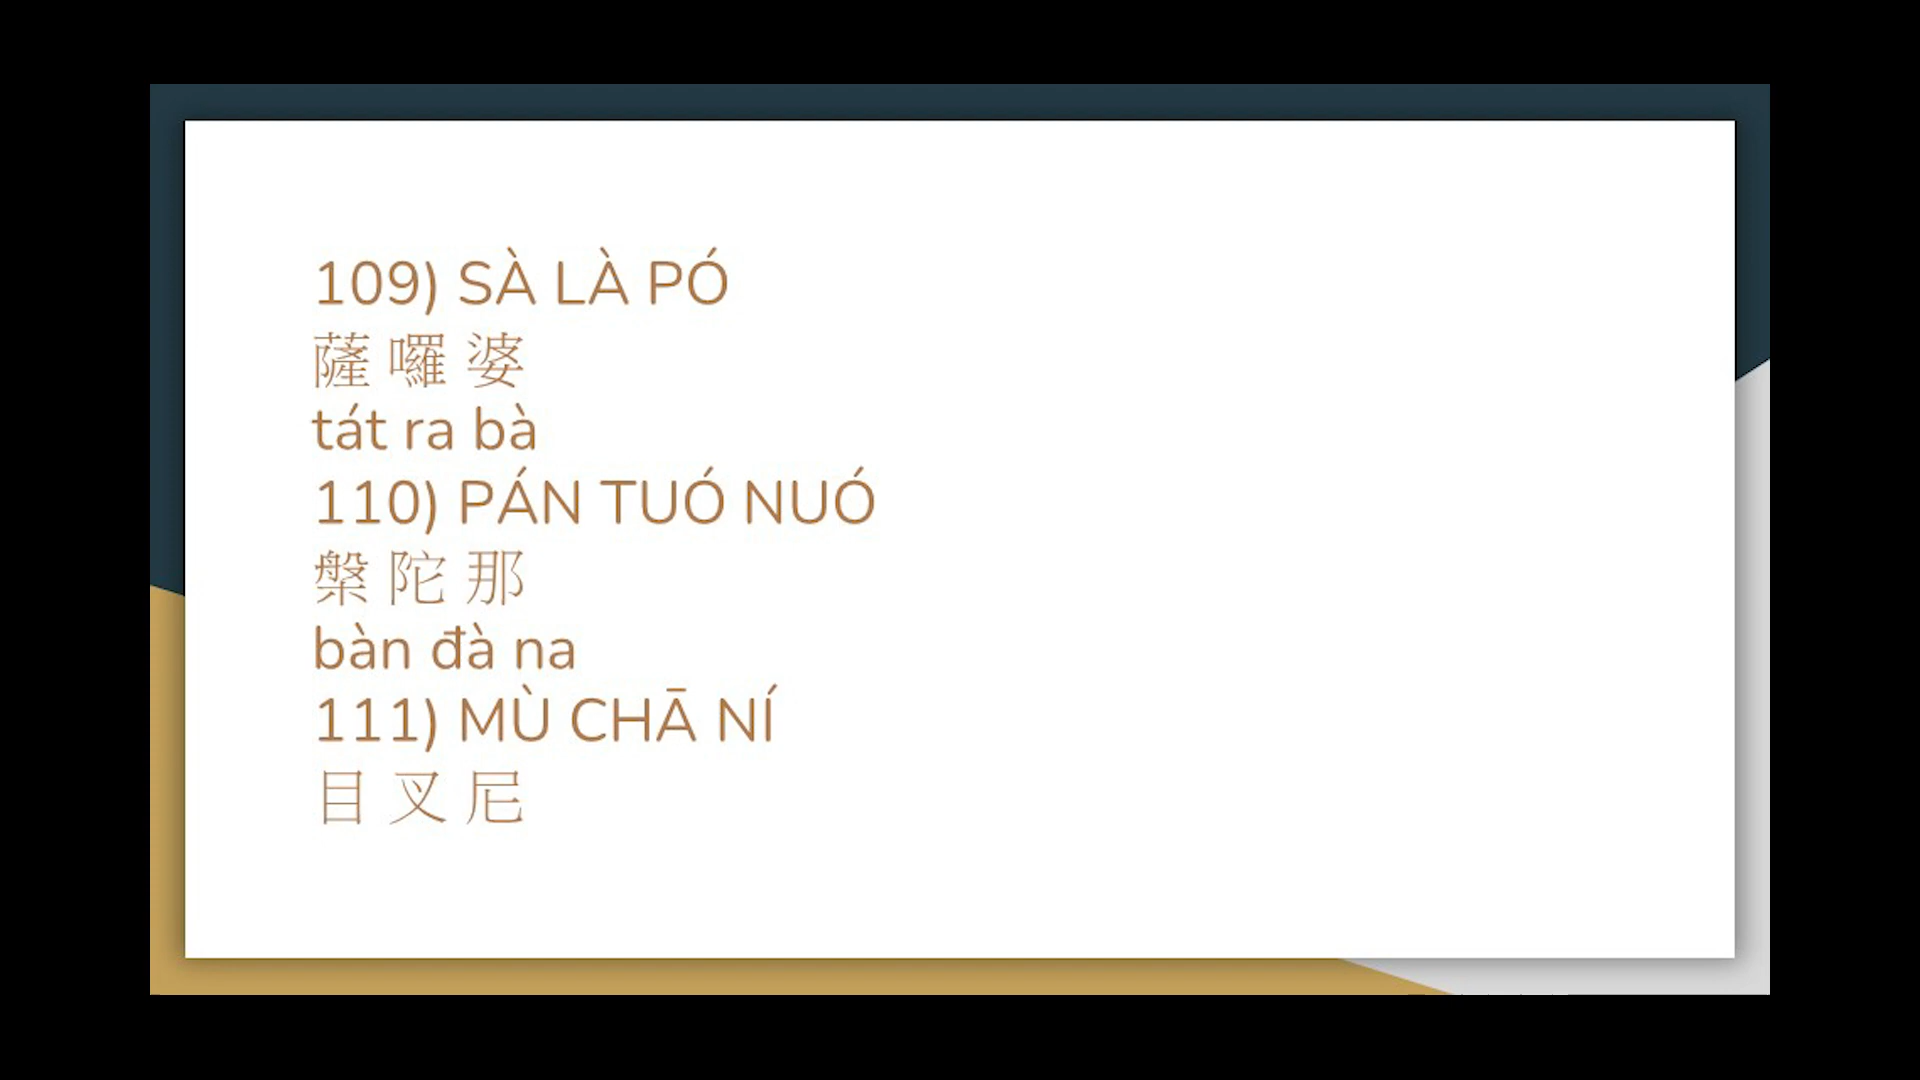 109) SÀ LÀ PÓ
薩 囉 婆
tát ra bà
110) PÁN TUÓ NUÓ
槃 陀 那
bàn đà na
111) MÙ CHĀ NÍ
目 叉 尼